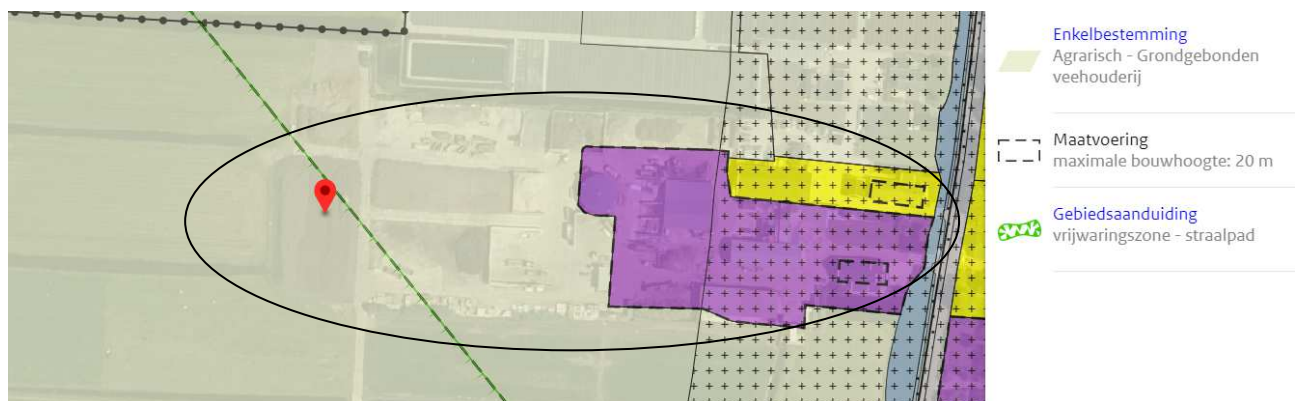 Enkelbestemming
Agrarisch - Grondgebonden
veehouderij
Maatvoering
maximale bouwhoogte: 20 m
Gebiedsaanduiding
vrijwaringszone - straalpad